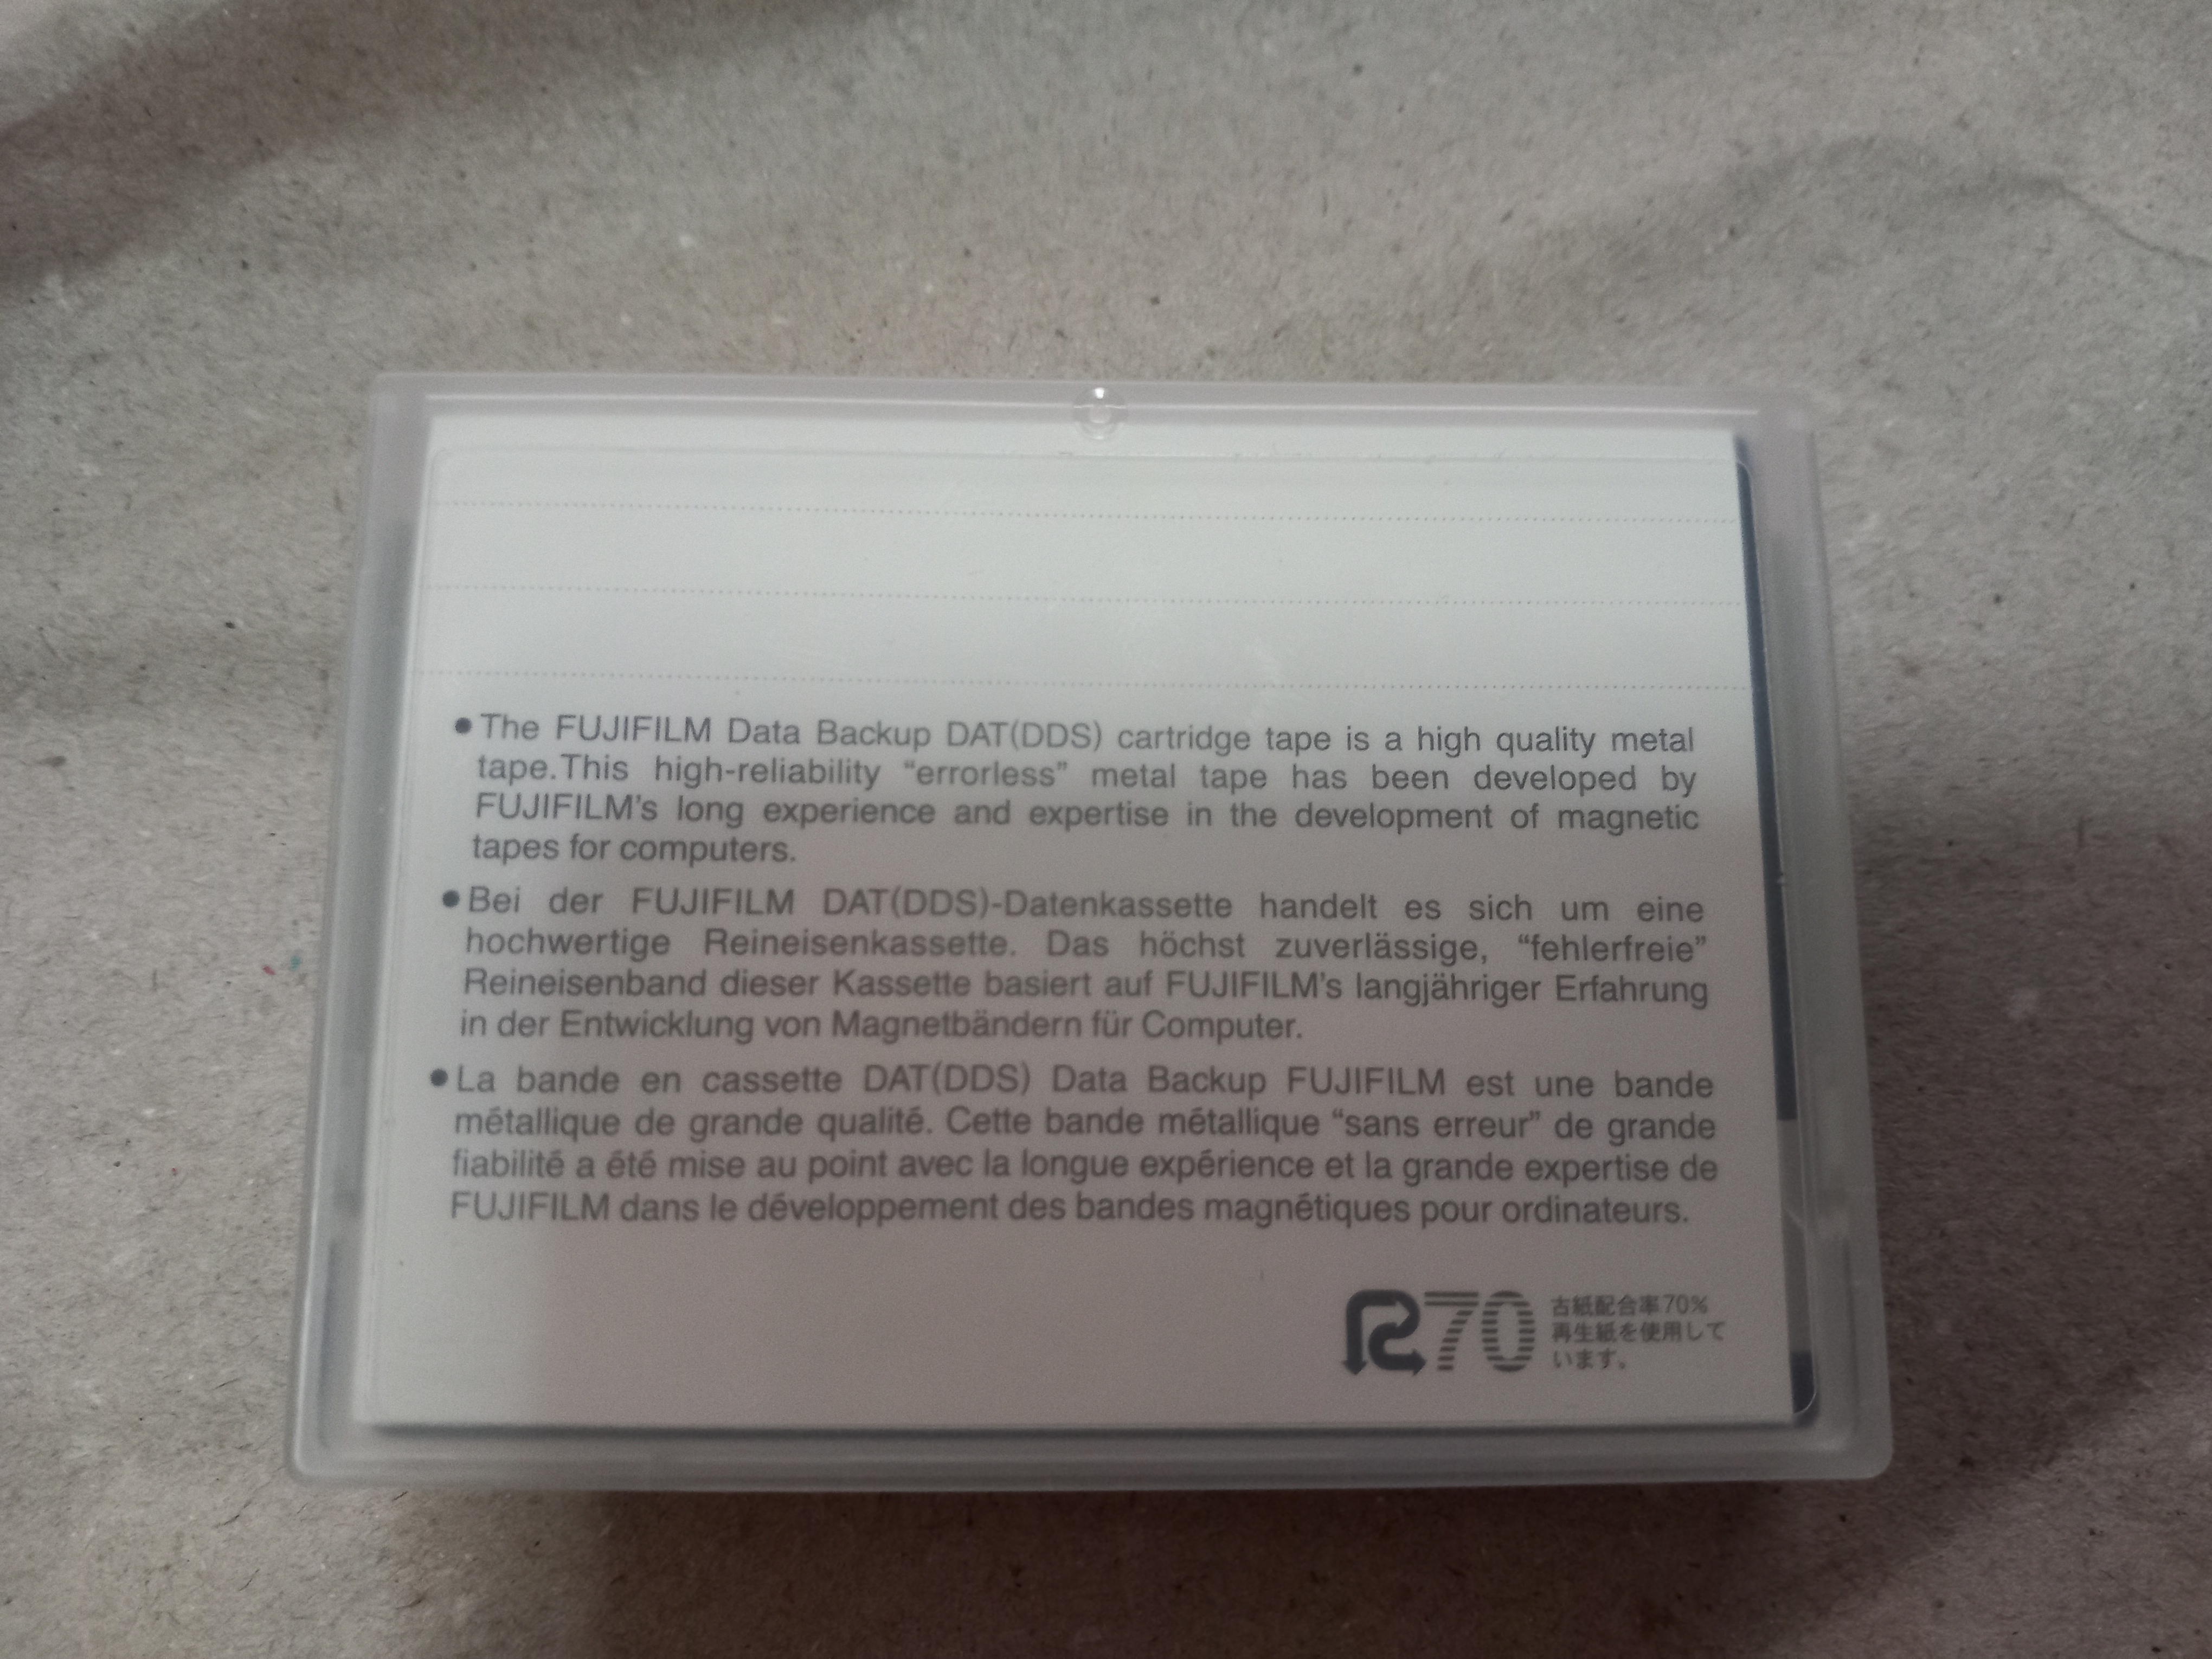 ●The FUJIFILM Data Backup DAT(DDS) cartridge tape is a high quality metal
tape.This high-reliability “errorless” metal tape has been developed by
FUJIFILM's long experience and expertise in the development of magnetic
tapes for computers.
●Bei der FUJIFILM DAT(DDS)-Datenkassette handelt es sich um eine
hochwertige Reineisenkassette. Das höchst zuverlässige, “fehlerfreie”
Reineisenband dieser Kassette basiert auf FUJIFILM's langjähriger Erfahrung
in der Entwicklung von Magnetbändern für Computer.
●La bande en cassette DAT(DDS) Data Backup FUJIFILM est une bande
métallique de grande qualité. Cette bande métallique “sans erreur” de grande
fiabilité a été mise au point avec la longue expérience et la grande expertise de
FUJIFILM dans le développement des bandes magnétiques pour ordinateurs.
R70
古紙配合率70%
再生紙を使用して
います。